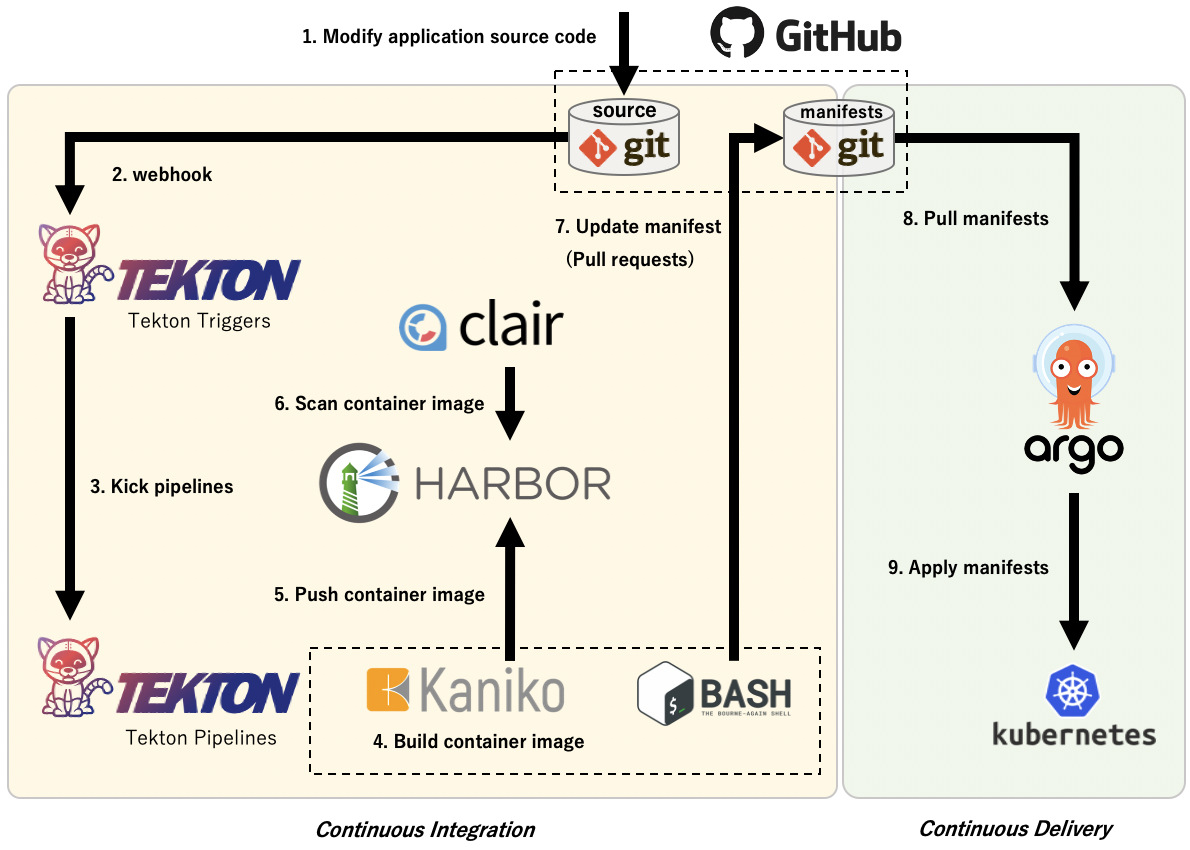 1. Modify application source code
GitHub
source
git
manifests
git
2. webhook
7. Update manifest
(Pull requests)
8. Pull manifests
TEKTON
Tekton Triggers
clair
6. Scan container image
argo
HARBOR
3. Kick pipelines
5. Push container image
9. Apply manifests
TEKTON
Tekton Pipelines
Kaniko
$
BASH
THE BOURNE-AGAIN SHELL
4. Build container image
kubernetes
Continuous Integration
Continuous Delivery